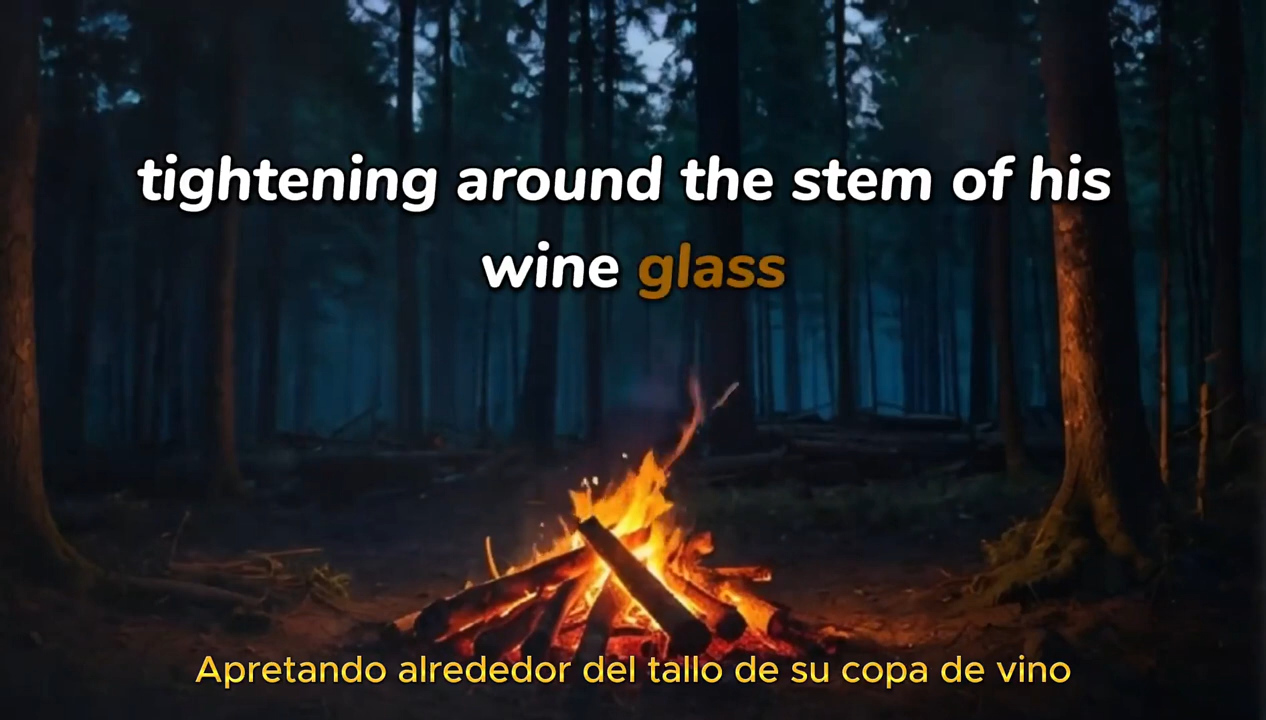 tightening around the stem of his
wine glass
Apretando alrededor del tallo de su copa de vino